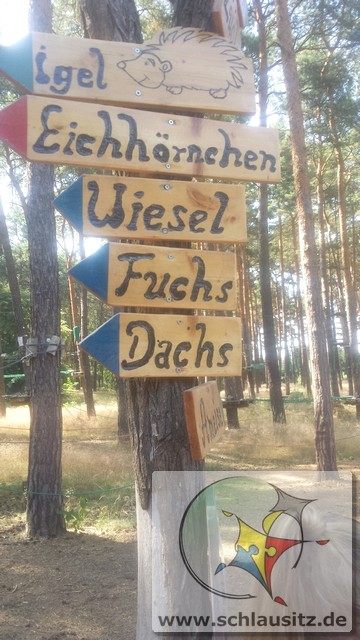 igel
Eichhörnchen
Wiesel
Fuchs
Dachs
www.schlausitz.de